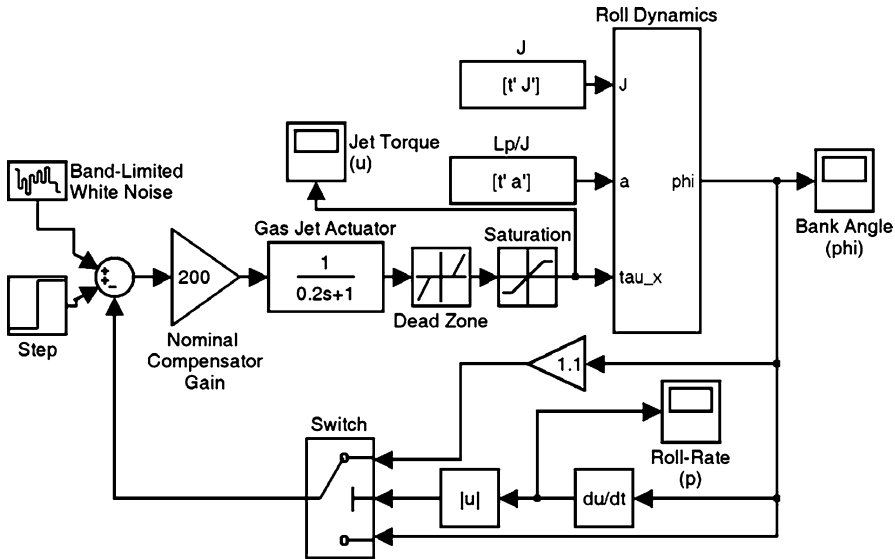 Roll Dynamics
J
[t' J']
J
Jet Torque
(u)
Lp/J
[t' a']
a
phi
Band-Limited
White Noise
Bank Angle
(phi)
Gas Jet Actuator
Saturation
+
+
-
200
1
0.2s+1
tau_x
Dead Zone
Step
Nominal
Compensator
Gain
1.1
Switch
Roll-Rate
(p)
|u|
du/dt